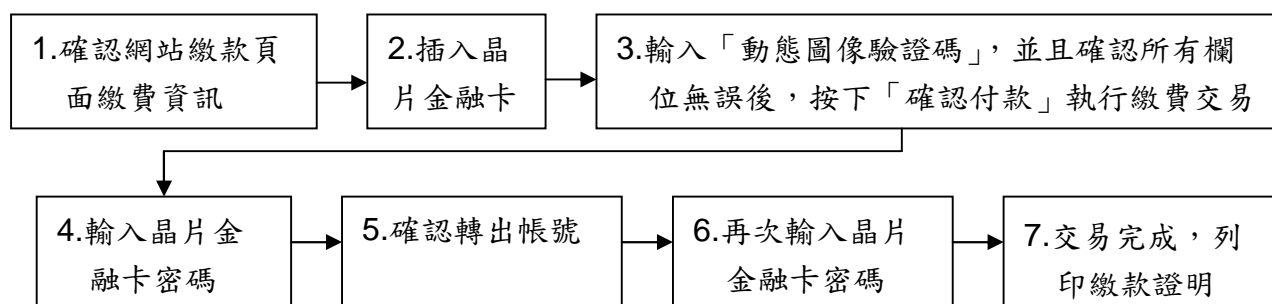 1.確認網站繳款頁
面繳費資訊
2.插入晶
片金融卡
3.輸入「動態圖像驗證碼」，並且確認所有欄
位無誤後，按下「確認付款」執行繳費交易
4.輸入晶片金
融卡密碼
5.確認轉出帳號
6.再次輸入晶片
金融卡密碼
7.交易完成，列
印繳款證明